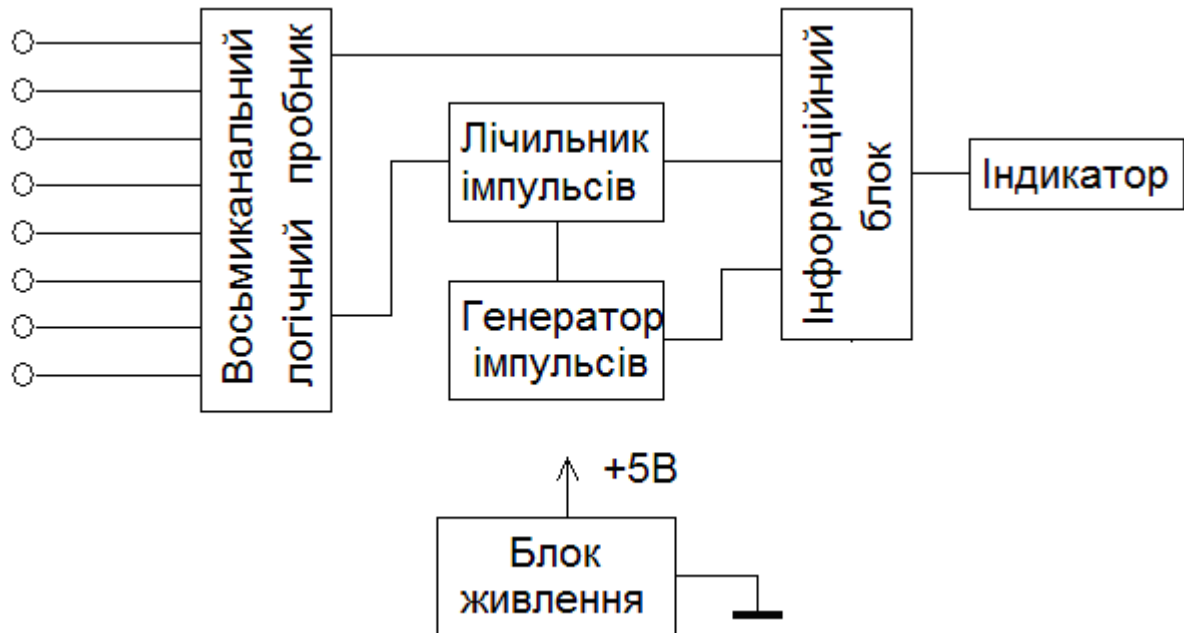 Восьмиканальний
логічний пробник
Лічильник
імпульсів
Генератор
імпульсів
Інформаційний
блок
Індикатор
+5В
Блок
живлення